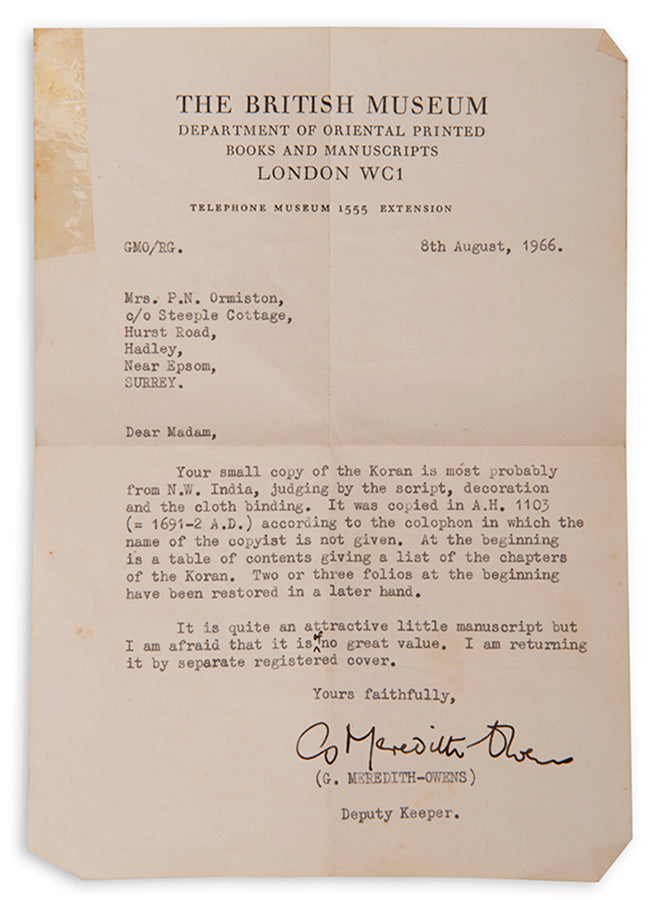 THE BRITISH MUSEUM
DEPARTMENT OF ORIENTAL PRINTED
BOOKS AND MANUSCRIPTS
LONDON WC1
TELEPHONE MUSEUM 1555 EXTENSION
GMO/RG. 8th August, 1966.
Mrs. P.N. Ormiston,
c/o Steeple Cottage,
Hurst Road,
Hadley,
Near Epsom,
SURREY.
Dear Madam,
Your small copy of the Koran is most probably
from N.W. India, judging by the script, decoration
and the cloth binding. It was copied in A.H. 1103
(= 1691-2 A.D.) according to the colophon in which the
name of the copyist is not given. At the beginning
is a table of contents giving a list of the chapters
of the Koran. Two or three folios at the beginning
have been restored in a later hand.
It is quite an attractive little manuscript but
I am afraid that it is of no great value. I am returning
it by separate registered cover.
Yours faithfully,
G Meredith-Owens
(G. MEREDITH-OWENS)
Deputy Keeper.